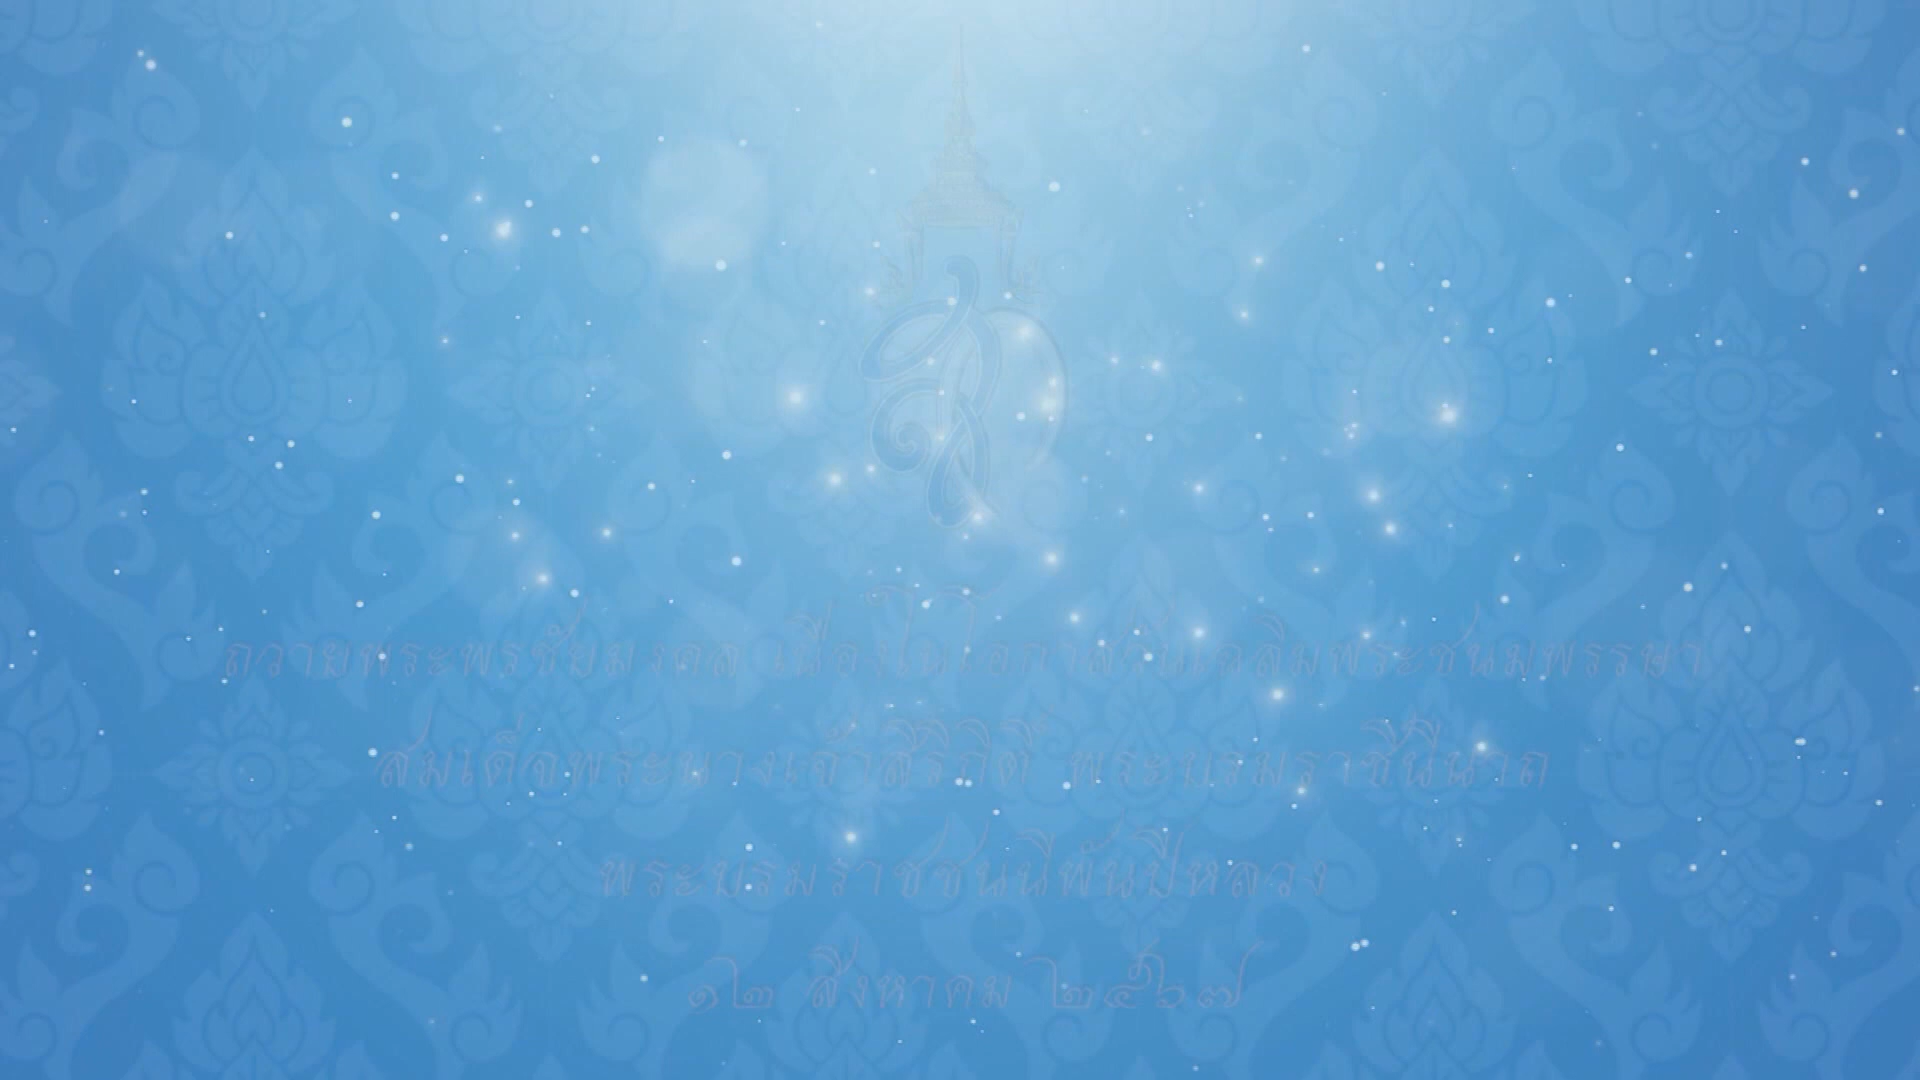 ถวายพระพรชัยมงคล เนื่องในโอกาสวันเฉลิมพระชนมพรรษา
สมเด็จพระนางเจ้าสิริกิติ์ พระบรมราชินีนาถ
พระบรมราชชนนีพันปีหลวง
๑๒ สิงหาคม ๒๕๖๗